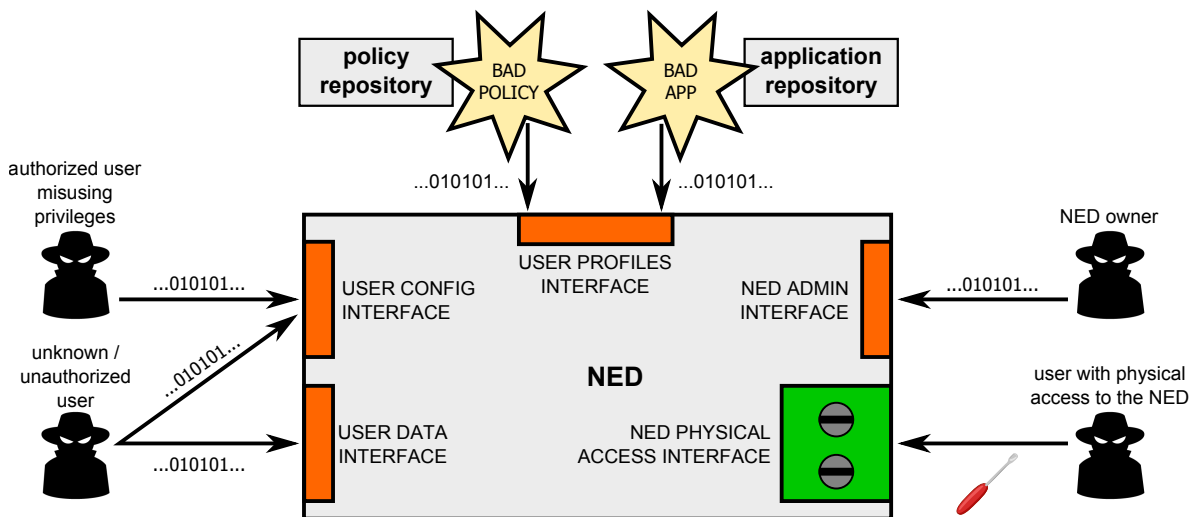 policy
repository
BAD
POLICY
BAD
APP
application
repository
...010101...
...010101...
authorized user
misusing
privileges
...010101...
unknown /
unauthorized
user
...010101...
...010101...
USER PROFILES
INTERFACE
USER CONFIG
INTERFACE
NED ADMIN
INTERFACE
NED
USER DATA
INTERFACE
NED PHYSICAL
ACCESS INTERFACE
NED owner
...010101...
user with physical
access to the NED